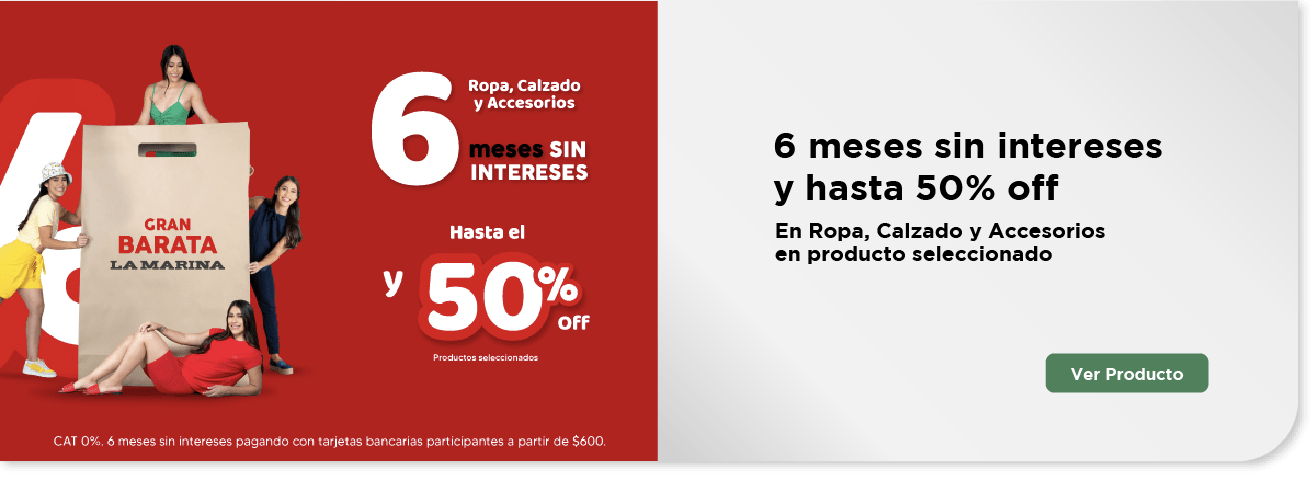 GRAN
BARATA
LA MARINA
6
Ropa, Calzado
y Accesorios
meses SIN
INTERESES
Hasta el
y 50%
OFF
Productos seleccionados
CAT 0%. 6 meses sin intereses pagando con tarjetas bancarias participantes a partir de $600.
6 meses sin intereses
y hasta 50% off
En Ropa, Calzado y Accesorios
en producto seleccionado
Ver Producto